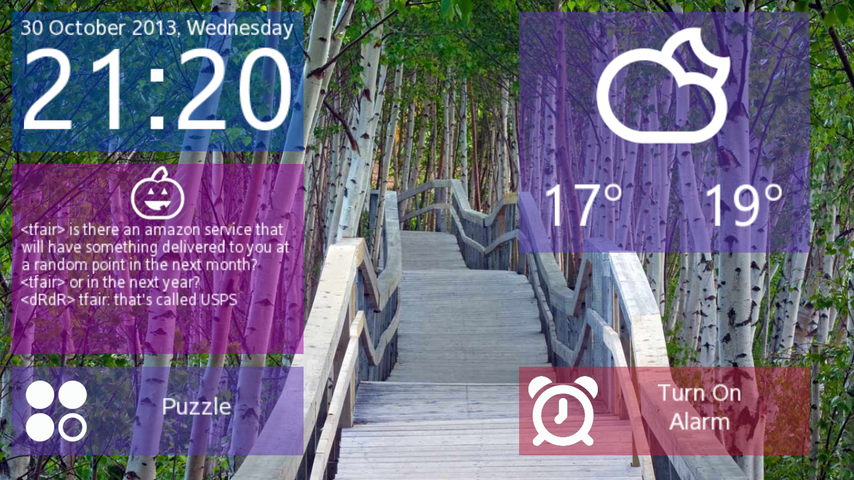 30 October 2013, Wednesday
21:20
17° 19°
<tfair> is there an amazon service that
will have something delivered to you at
a random point in the next month?
<tfair> or in the next year?
<dRdR> tfair: that's called USPS
Puzzle
Turn On
Alarm